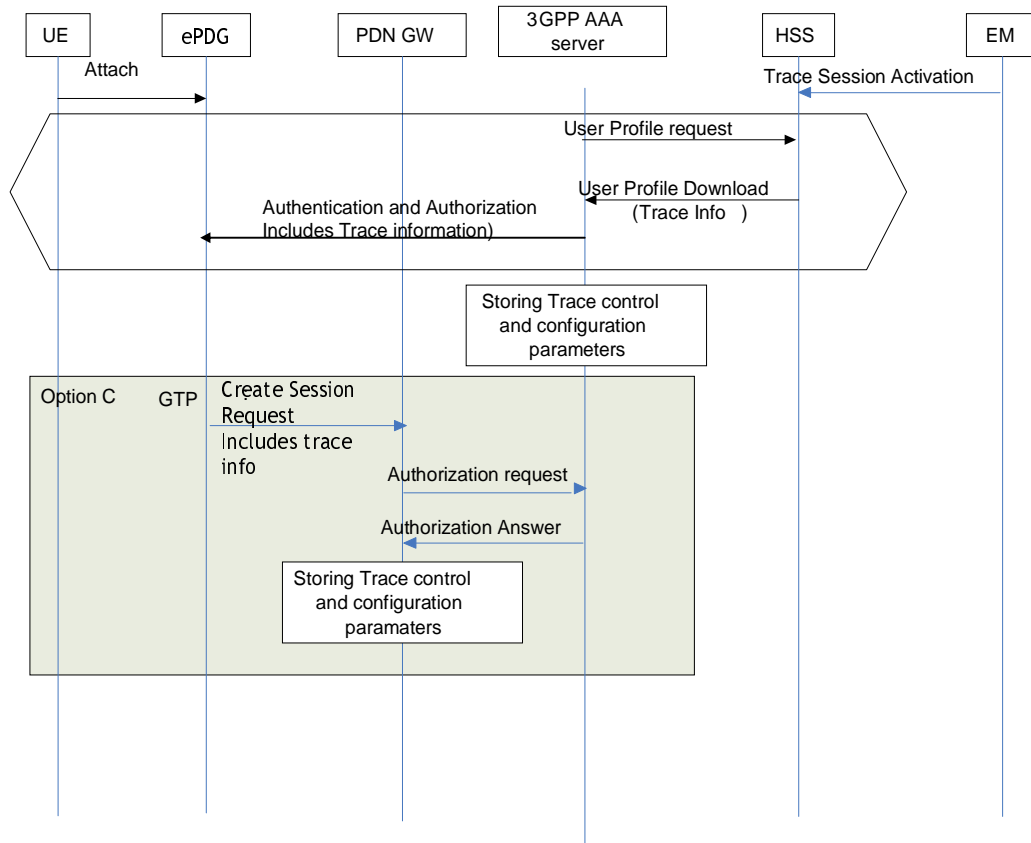 UE
ePDG
PDN GW
3GPP AAA
server
HSS
EM
Attach
Trace Session Activation
User Profile request
User Profile Download
(Trace Info )
Authentication and Authorization
Includes Trace information)
Storing Trace control
and configuration
parameters
Option C
GTP
Create Session
Request
Includes trace
info
Authorization request
Authorization Answer
Storing Trace control
and configuration
paramaters